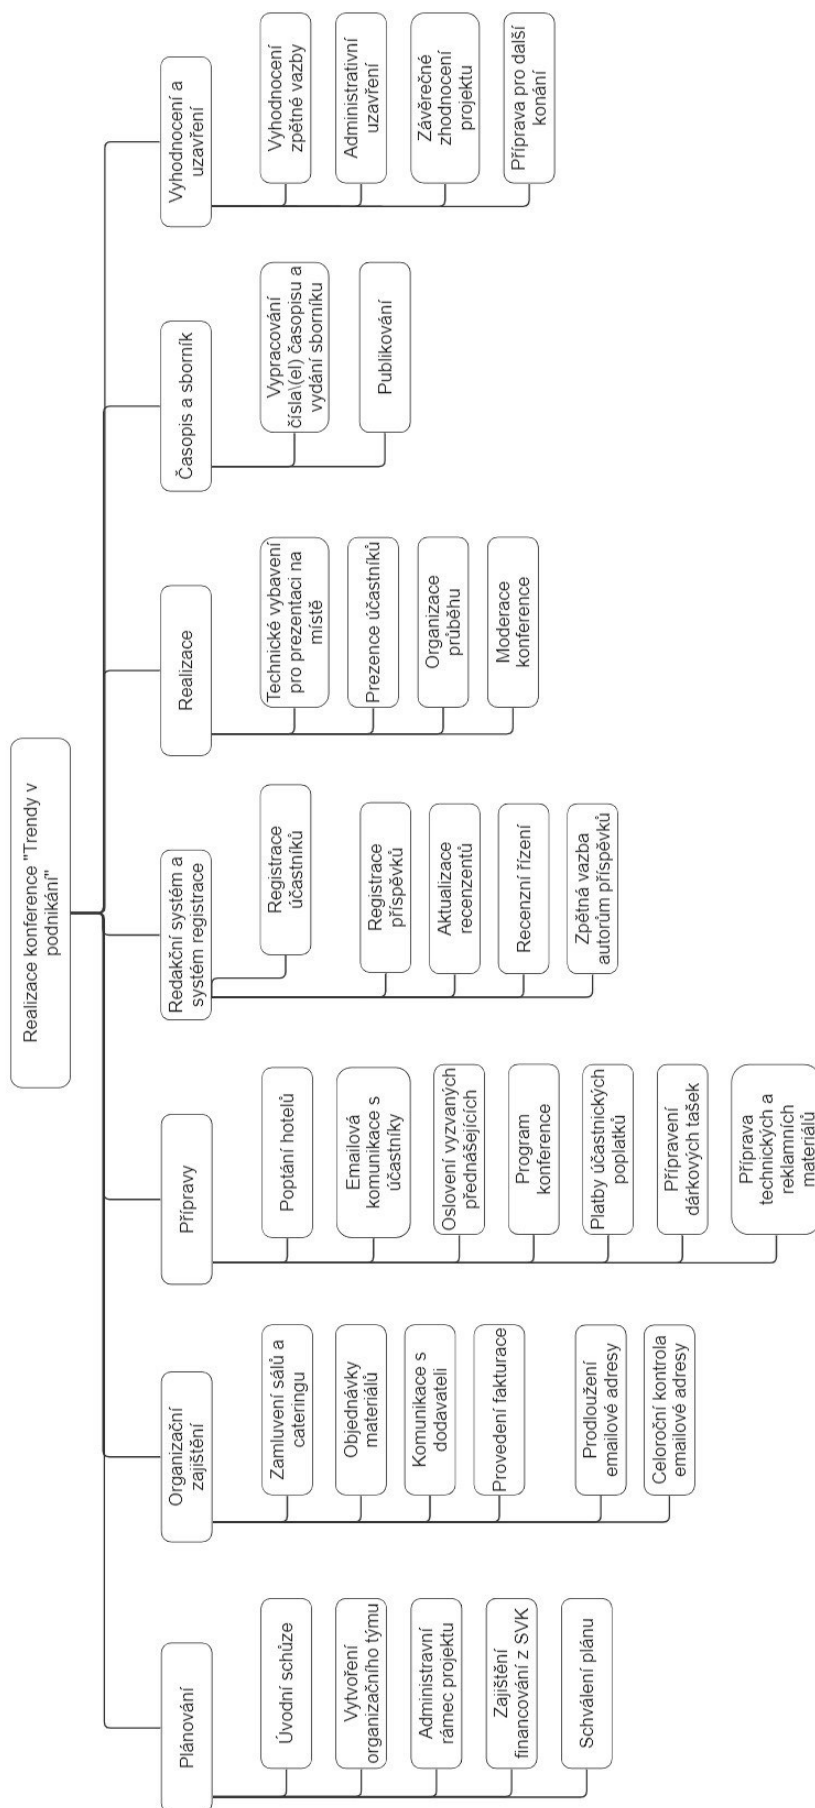 Realizace konference "Trendy v
podnikání"
Plánování
Úvodní schůze
Vytvoření
organizačního týmu
Administravní
rámec projektu
Zajištění
financování z SVK
Schválení plánu
Organizační
zajištění
Zamluvení sálů a
cateringu
Objednávky
materiálů
Komunikace s
dodavateli
Provedení fakturace
Prodloužení
emailové adresy
Celoroční kontrola
emailové adresy
Přípravy
Poptání hotelů
Emailová
komunikace s
účastníky
Oslovení vyzvaných
přednášejících
Program
konference
Platby účastnických
poplatků
Přípravení
dárkových tašek
Příprava
technických a
reklamních
materiálů
Redakční systém a
systém registrace
Registrace
účastníků
Registrace
příspěvků
Aktualizace
recenzentů
Recenzní řízení
Zpětná vazba
autorům příspěvků
Realizace
Technické vybavení
pro prezentaci na
místě
Prezence účastníků
Organizace
průběhu
Moderace
konference
Časopis a sborník
Vypracování
čísla\(el) časopisu a
vydání sborníku
Publikování
Vyhodnocení a
uzavření
Vyhodnocení
zpětné vazby
Administrativní
uzavření
Závěrečné
zhodnocení
projektu
Příprava pro další
konání